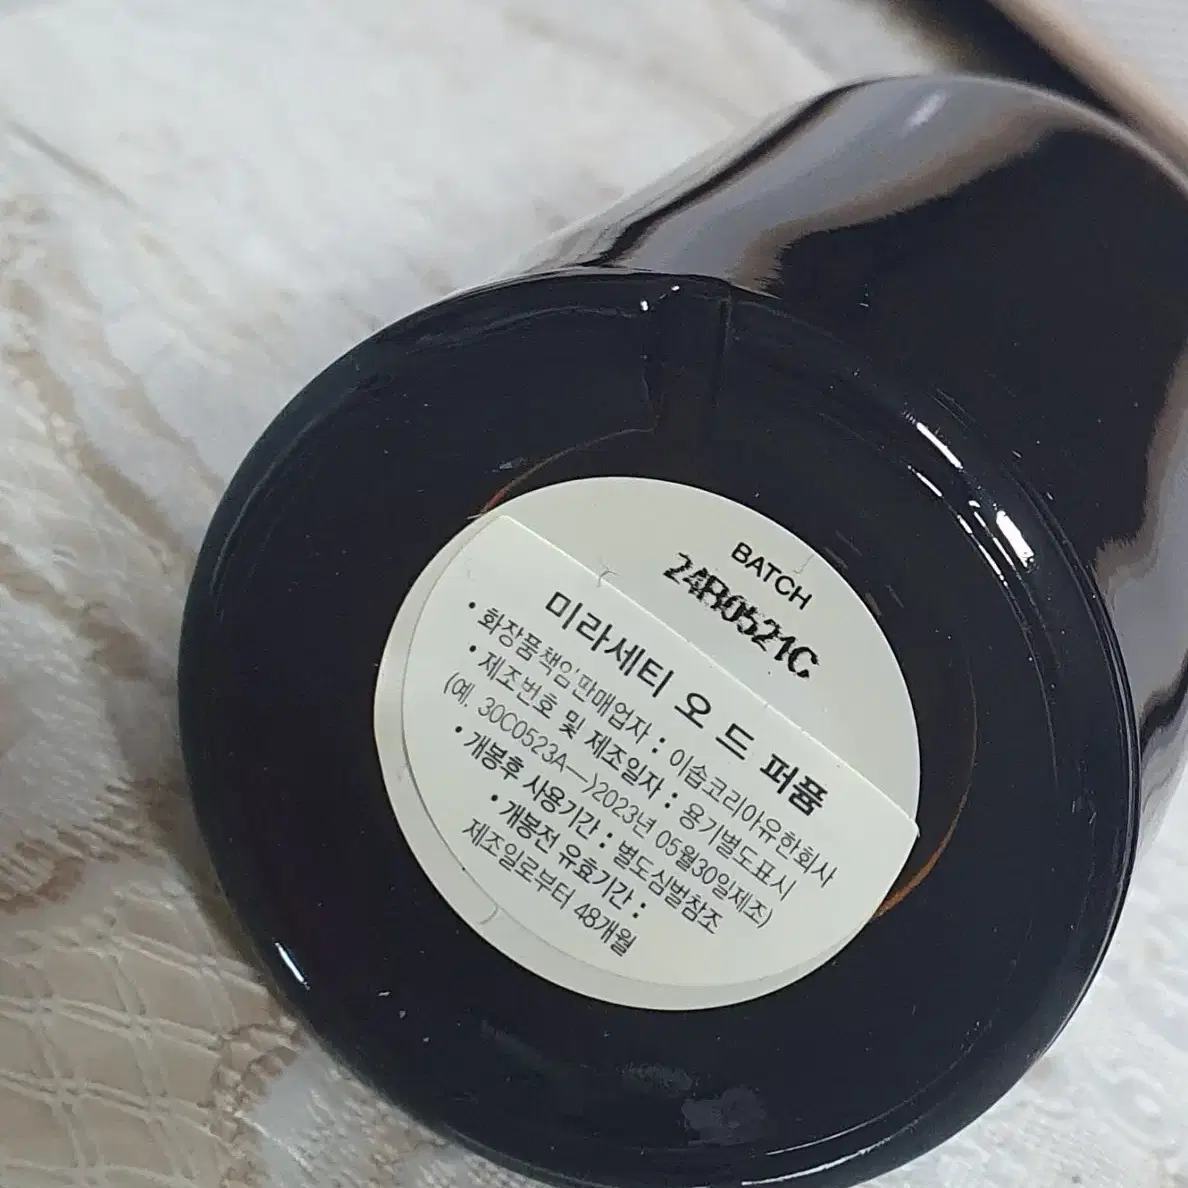 BATCH
24B0521C
미라세티 오 드 퍼품
• 화장품책임판매업자 : 이솝코리아유한회사
• 제조번호 및 제조일자 : 용기별도표시
(예. 30C0523A—>2023년 05월30일제조)
• 개봉후 사용기간 : 별도심벌참조
• 개봉전 유효기간 :
제조일로부터 48개월